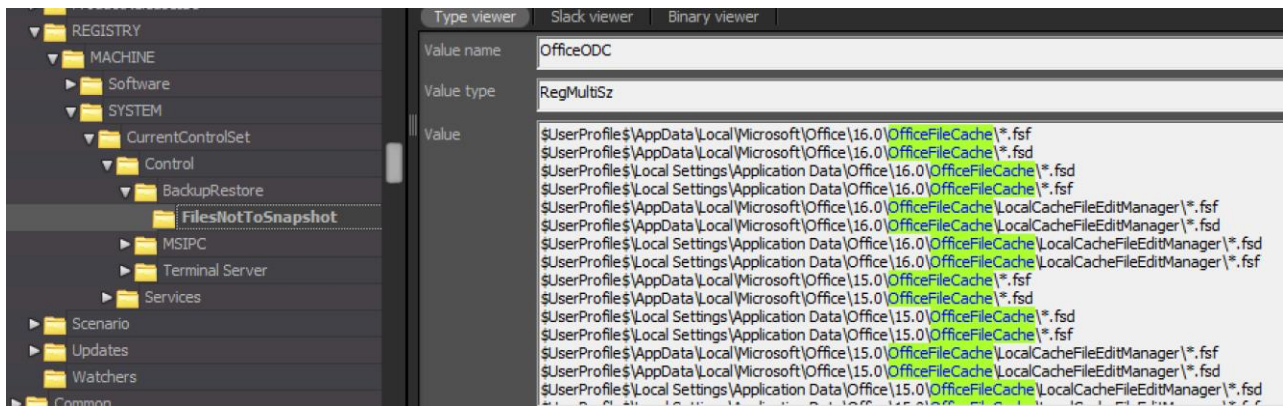 REGISTRY
MACHINE
Software
SYSTEM
CurrentControlSet
Control
BackupRestore
FilesNotToSnapshot
MSIPC
Terminal Server
Services
Scenario
Updates
Watchers
Common
Type viewer
Slack viewer
Binary viewer
Value name
OfficeODC
Value type
RegMultiSz
Value
$UserProfile$\AppData\Local\Microsoft\Office\16.0\OfficeFileCache\*.fsf
$UserProfile$\AppData\Local\Microsoft\Office\16.0\OfficeFileCache\*.fsd
$UserProfile$\Local Settings\Application Data\Office\16.0\OfficeFileCache\*.fsd
$UserProfile$\Local Settings\Application Data\Office\16.0\OfficeFileCache\*.fsf
$UserProfile$\AppData\Local\Microsoft\Office\16.0\OfficeFileCache\LocalCacheFileEditManager\*.fsf
$UserProfile$\AppData\Local\Microsoft\Office\16.0\OfficeFileCache\LocalCacheFileEditManager\*.fsd
$UserProfile$\Local Settings\Application Data\Office\16.0\OfficeFileCache\LocalCacheFileEditManager\*.fsd
$UserProfile$\Local Settings\Application Data\Office\16.0\OfficeFileCache\LocalCacheFileEditManager\*.fsf
$UserProfile$\AppData\Local\Microsoft\Office\15.0\OfficeFileCache\*.fsf
$UserProfile$\AppData\Local\Microsoft\Office\15.0\OfficeFileCache\*.fsd
$UserProfile$\Local Settings\Application Data\Office\15.0\OfficeFileCache\*.fsd
$UserProfile$\Local Settings\Application Data\Office\15.0\OfficeFileCache\*.fsf
$UserProfile$\AppData\Local\Microsoft\Office\15.0\OfficeFileCache\LocalCacheFileEditManager\*.fsf
$UserProfile$\AppData\Local\Microsoft\Office\15.0\OfficeFileCache\LocalCacheFileEditManager\*.fsd
$UserProfile$\Local Settings\Application Data\Office\15.0\OfficeFileCache\LocalCacheFileEditManager\*.fsd